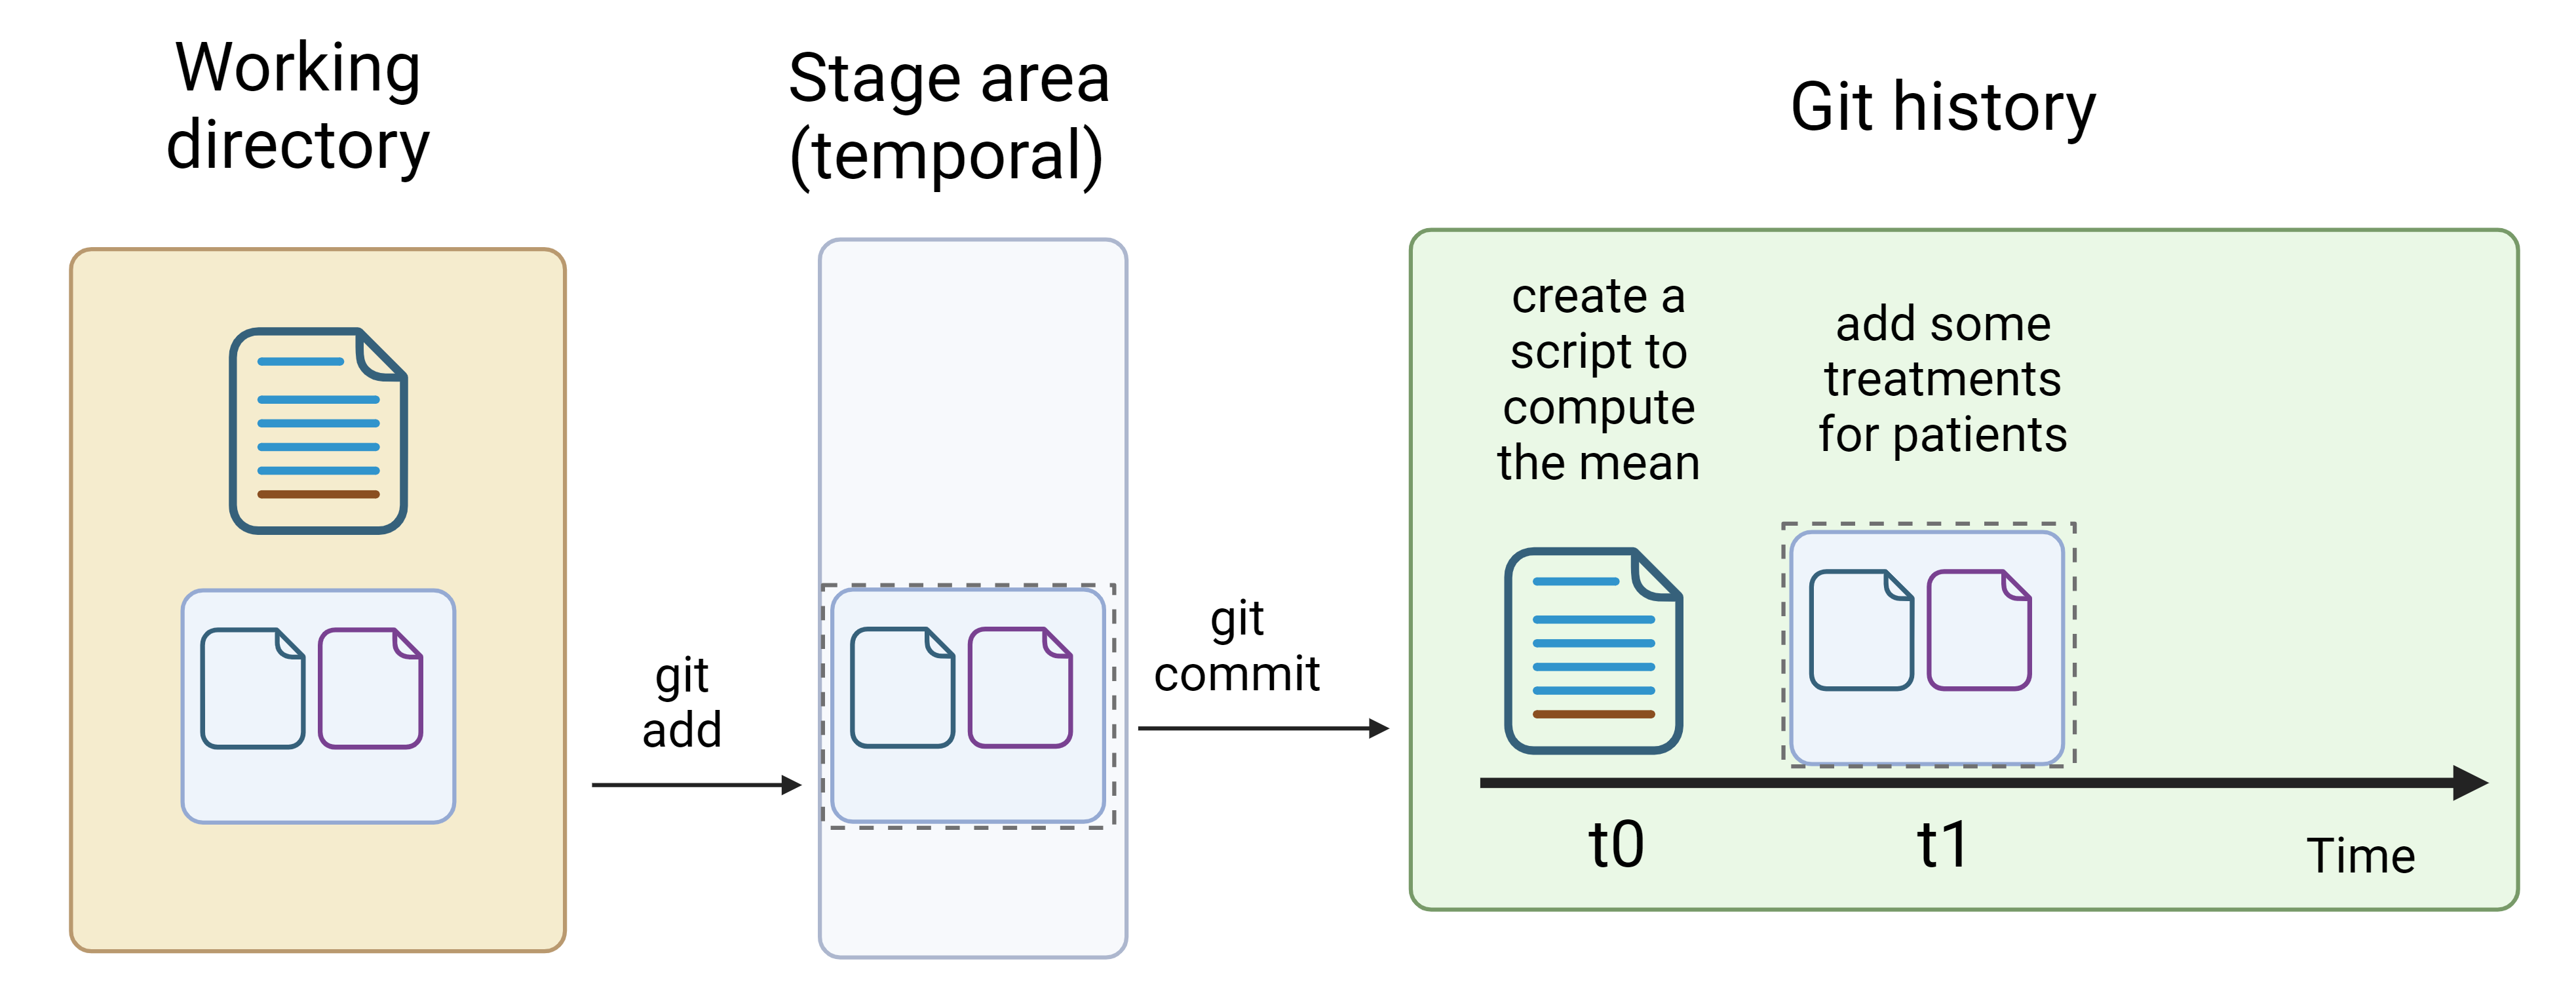 Working
directory
Stage area
(temporal)
Git history
git
add
git
commit
create a
script to
compute
the mean
add some
treatments
for patients
t0
t1
Time